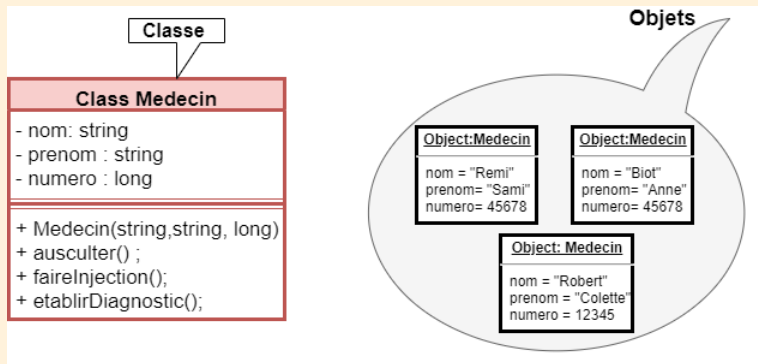 Classe
Class Medecin
- nom: string
- prenom : string
- numero : long
+ Medecin(string,string, long)
+ ausculter() ;
+ faireInjection();
+ etablirDiagnostic();
Objets
Object:Medecin
nom = "Remi"
prenom= "Sami"
numero= 45678
Object:Medecin
nom = "Biot"
prenom= "Anne"
numero= 45678
Object: Medecin
nom = "Robert"
prenom = "Colette"
numero = 12345